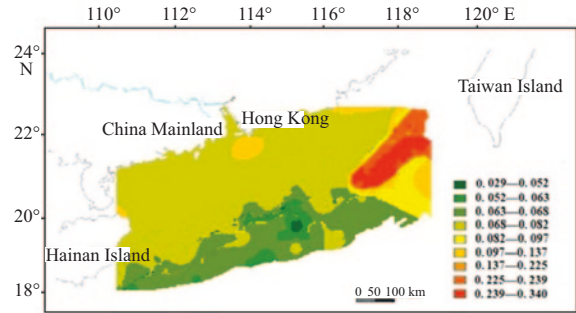 110° 112° 114° 115° 116° 118° 120° E
24°
N
Taiwan Island
Hong Kong
China Mainland
22°
20°
Hainan Island
18°
0.029—0.052
0.052—0.063
0.063—0.068
0.068—0.082
0.082—0.097
0.097—0.137
0.137—0.225
0.225—0.239
0.239—0.340
0 50 100 km